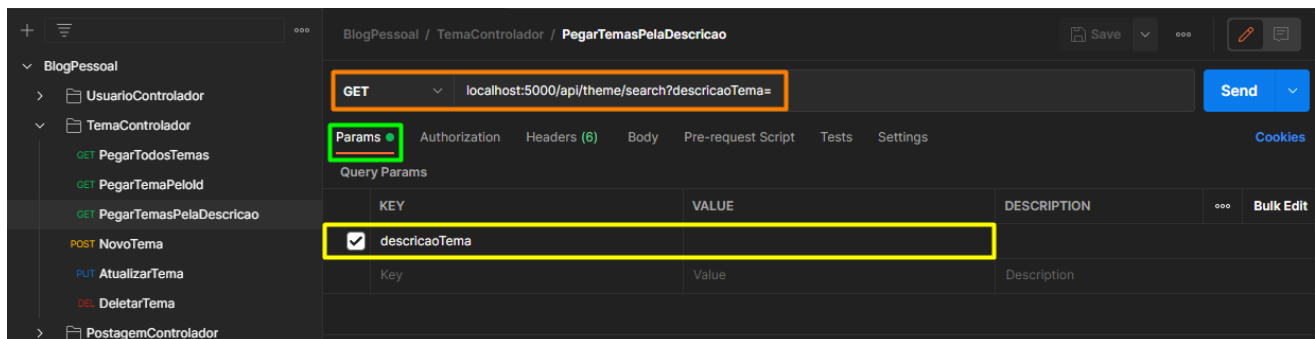 BlogPessoal / TemaControlador / PegarTemasPelaDescricao
Save
BlogPessoal
UsuarioControlador
TemaControlador
GET PegarTodosTemas
GET PegarTemaPeloId
GET PegarTemasPelaDescricao
POST NovoTema
PUT AtualizarTema
DEL DeletarTema
PostagemControlador
GET localhost:5000/api/theme/search?descricaoTema= Send
Params Authorization Headers (6) Body Pre-request Script Tests Settings Cookies
Query Params
KEY VALUE DESCRIPTION Bulk Edit
descricaoTema
Key Value Description